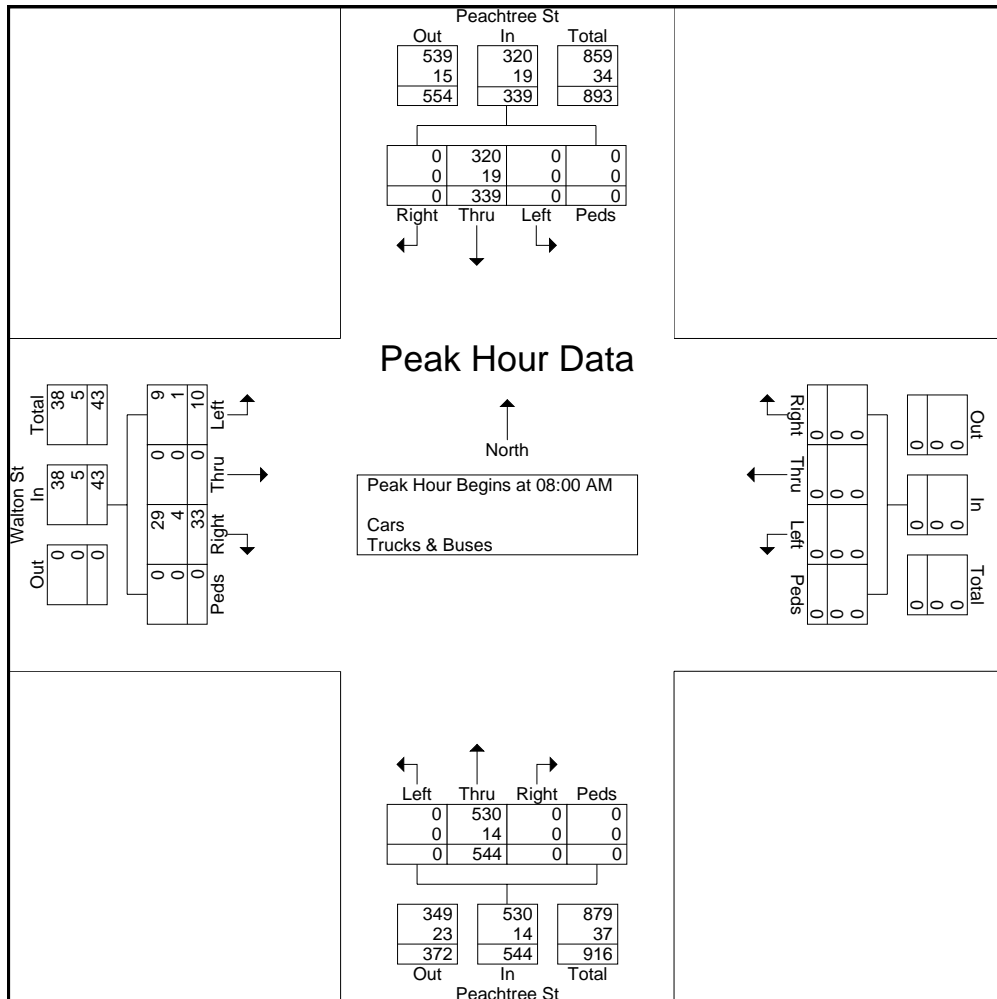 Peachtree St
Out In Total
539 320 859
15 19 34
554 339 893
0 320 0 0
0 19 0 0
0 339 0 0
Right Thru Left Peds
Peak Hour Data
North
Peak Hour Begins at 08:00 AM
Cars
Trucks & Buses
Walton St
Out In Total
0 38 38
0 5 5
0 43 43
0 29 0 9
0 4 0 1
0 33 0 10
Peds Right Thru Left
Out In Total
0 0 0
0 0 0
0 0 0
Right Thru Left Peds
0 0 0 0
0 0 0 0
0 0 0 0
Left Thru Right Peds
0 530 0 0
0 14 0 0
0 544 0 0
349 530 879
23 14 37
372 544 916
Out In Total
Peachtree St